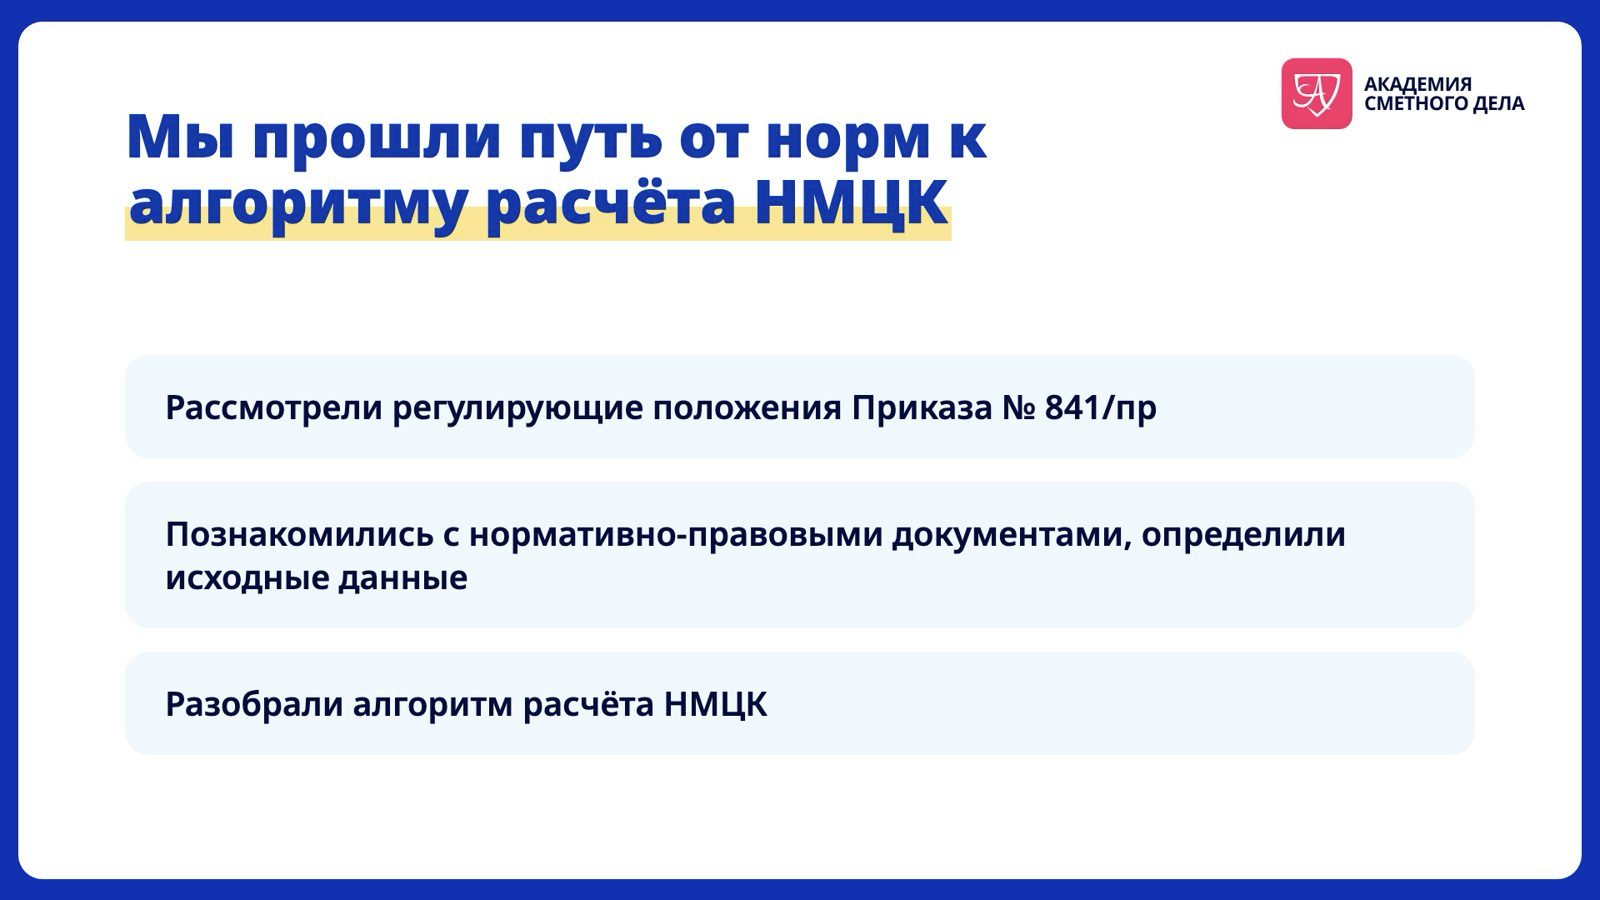 АКАДЕМИЯ
СМЕТНОГО ДЕЛА
Мы прошли путь от норм к
алгоритму расчёта НМЦК
Рассмотрели регулирующие положения Приказа № 841/пр
Познакомились с нормативно-правовыми документами, определили
исходные данные
Разобрали алгоритм расчёта НМЦК